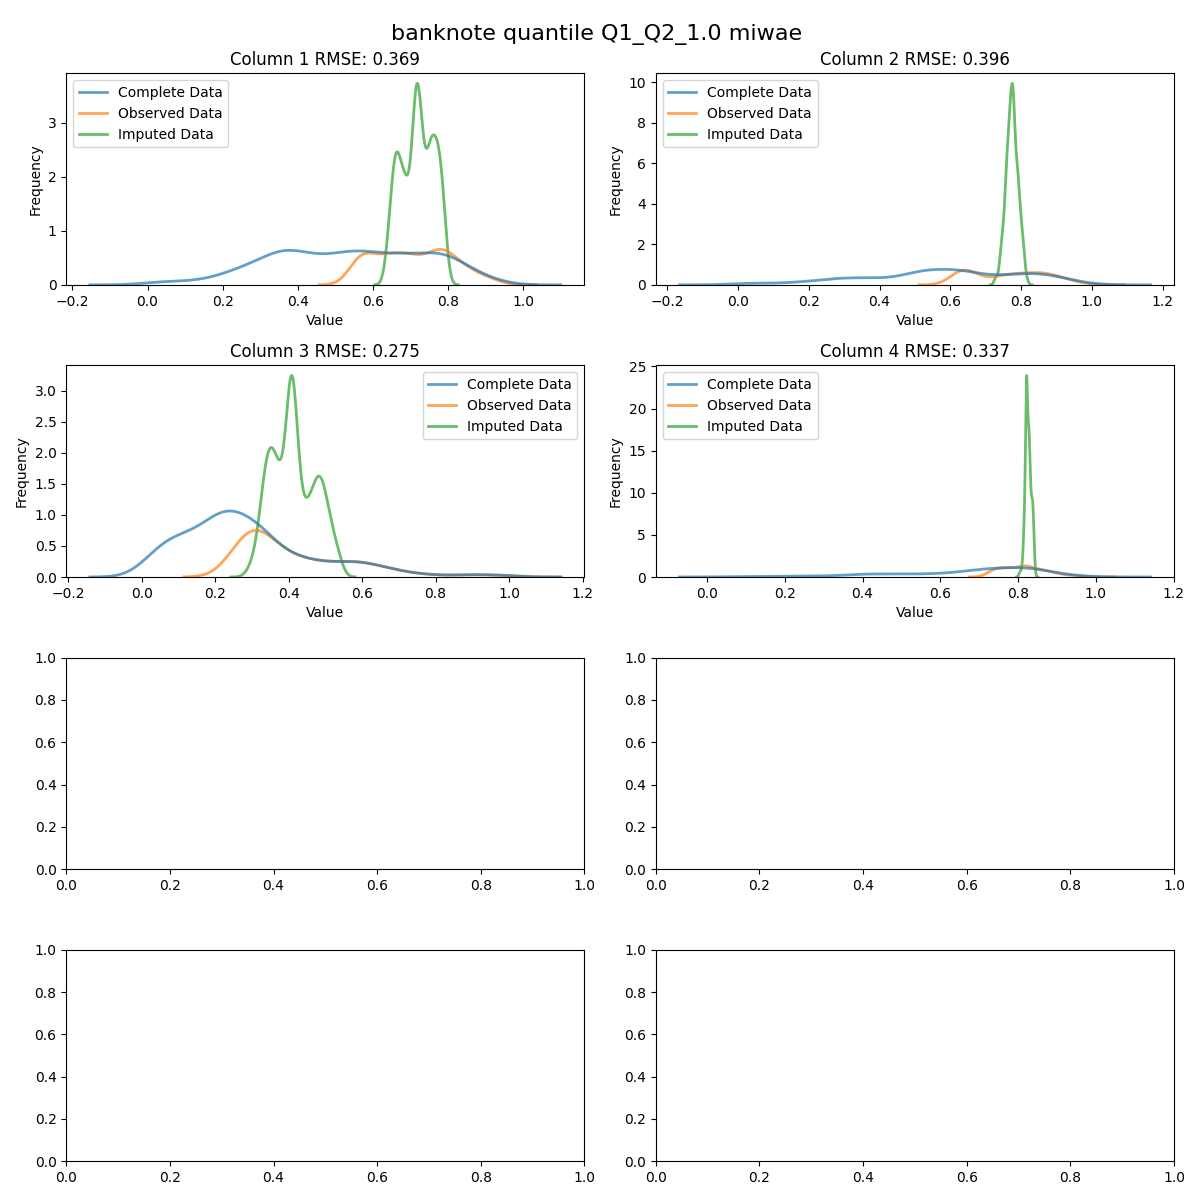 banknote quantile Q1_Q2_1.0 miwae
Column 1 RMSE: 0.369
Complete Data
Observed Data
Imputed Data
Frequency
3
2
1
0
−0.2 0.0 0.2 0.4 0.6 0.8 1.0
Value
Column 2 RMSE: 0.396
Complete Data
Observed Data
Imputed Data
Frequency
10
8
6
4
2
0
−0.2 0.0 0.2 0.4 0.6 0.8 1.0 1.2
Value
Column 3 RMSE: 0.275
Complete Data
Observed Data
Imputed Data
Frequency
3.0
2.5
2.0
1.5
1.0
0.5
0.0
−0.2 0.0 0.2 0.4 0.6 0.8 1.0 1.2
Value
Column 4 RMSE: 0.337
Complete Data
Observed Data
Imputed Data
Frequency
25
20
15
10
5
0
0.0 0.2 0.4 0.6 0.8 1.0 1.2
Value
1.0
0.8
0.6
0.4
0.2
0.0
0.0 0.2 0.4 0.6 0.8 1.0
1.0
0.8
0.6
0.4
0.2
0.0
0.0 0.2 0.4 0.6 0.8 1.0
1.0
0.8
0.6
0.4
0.2
0.0
0.0 0.2 0.4 0.6 0.8 1.0
1.0
0.8
0.6
0.4
0.2
0.0
0.0 0.2 0.4 0.6 0.8 1.0